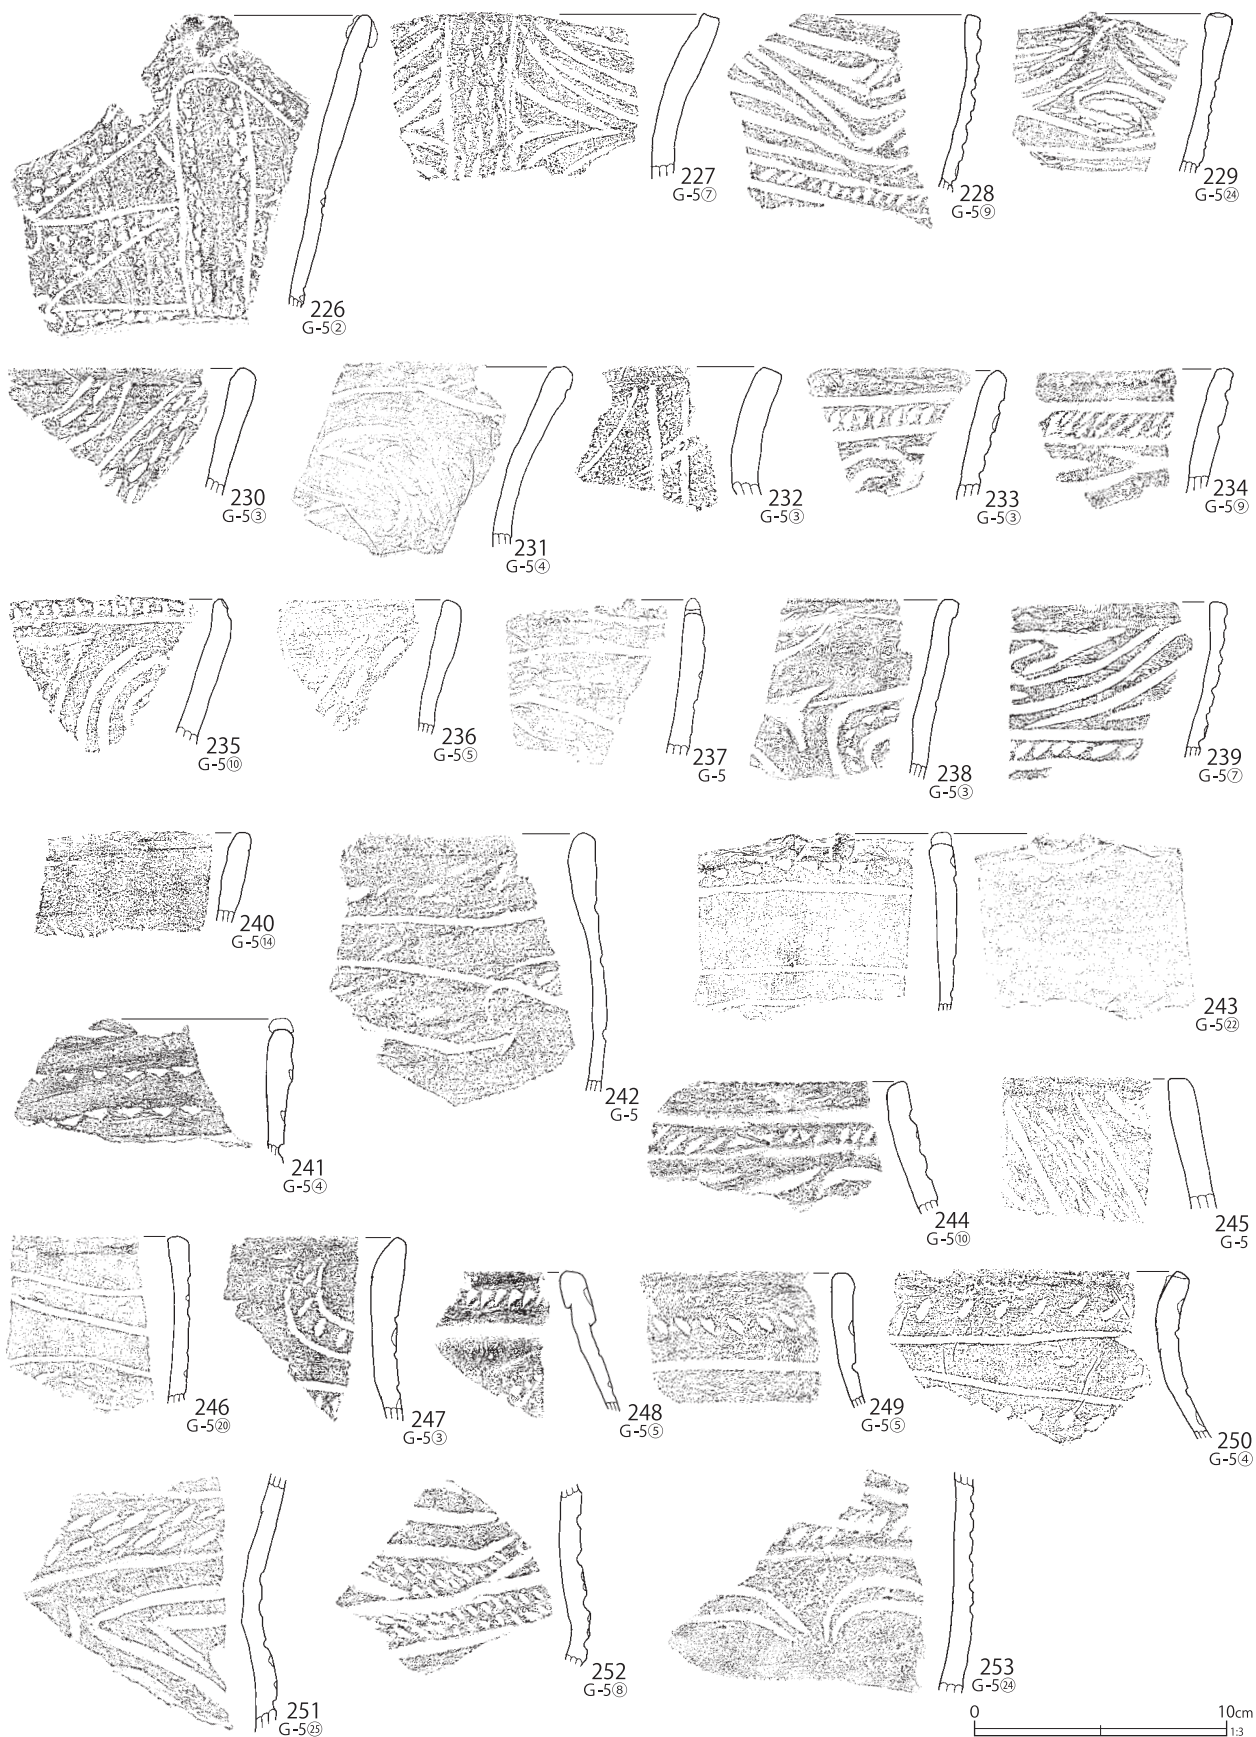 226
G-5②
227
G-5⑦
228
G-5⑨
229
G-5㉔
230
G-5③
231
G-5④
232
G-5③
233
G-5③
234
G-5⑨
235
G-5⑩
236
G-5⑤
237
G-5
238
G-5③
239
G-5⑦
240
G-5⑭
241
G-5④
242
G-5
243
G-5㉒
244
G-5⑩
245
G-5
246
G-5⑳
247
G-5③
248
G-5⑤
249
G-5⑤
250
G-5④
251
G-5㉕
252
G-5⑧
253
G-5㉔
0 10cm
1:3